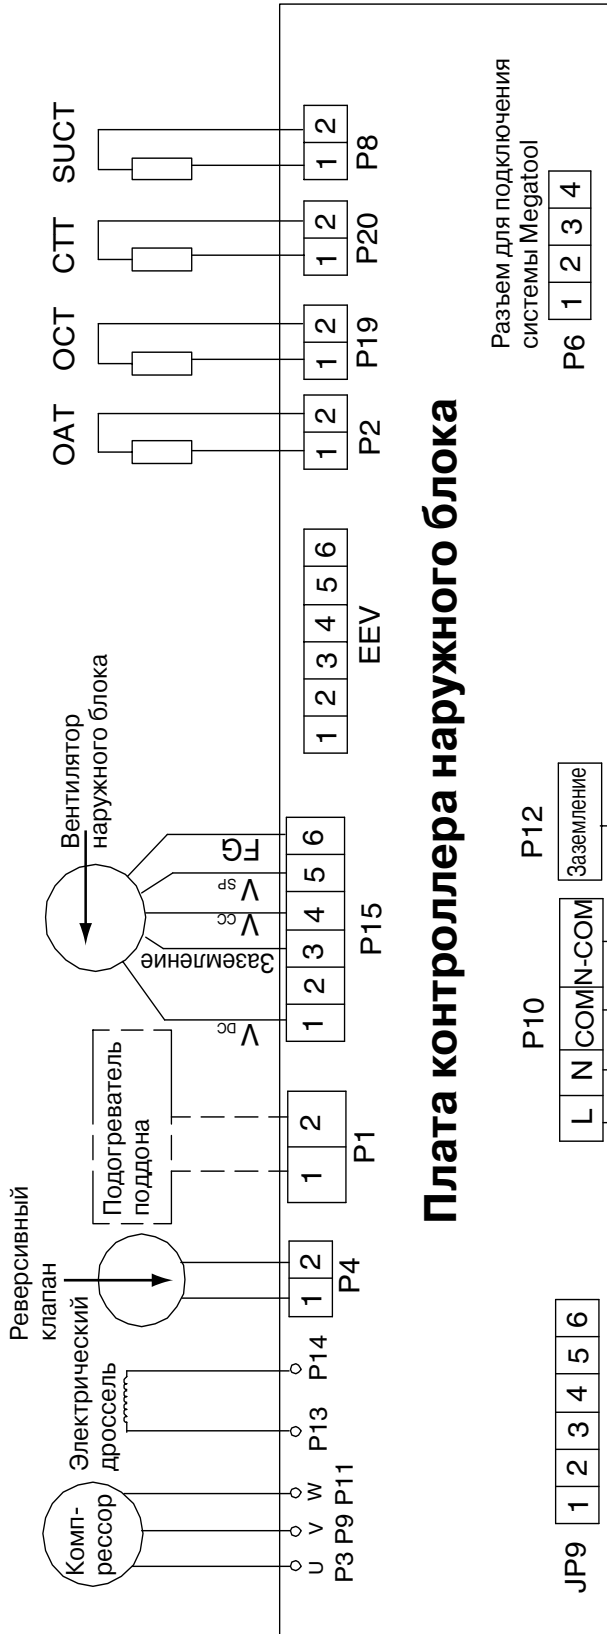 Комп-
рессор
Электрический
дроссель
Реверсивный
клапан
Подогреватель
поддона
Вентилятор
наружного блока
OAT
OCT
CTT
SUCT
VDC
Заземление
VCC
VSP
FG
U V W
P3 P9 P11
P13
P14
1 2
P4
1 2
P1
1 2 3 4 5 6
P15
1 2 3 4 5 6
EEV
1 2
P2
1 2
P19
1 2
P20
1 2
P8
Плата контроллера наружного блока
Разъем для подключения
системы Megatool
P6
1 2 3 4
JP9
1 2 3 4 5 6
P10
L N COM N-COM
P12
Заземление